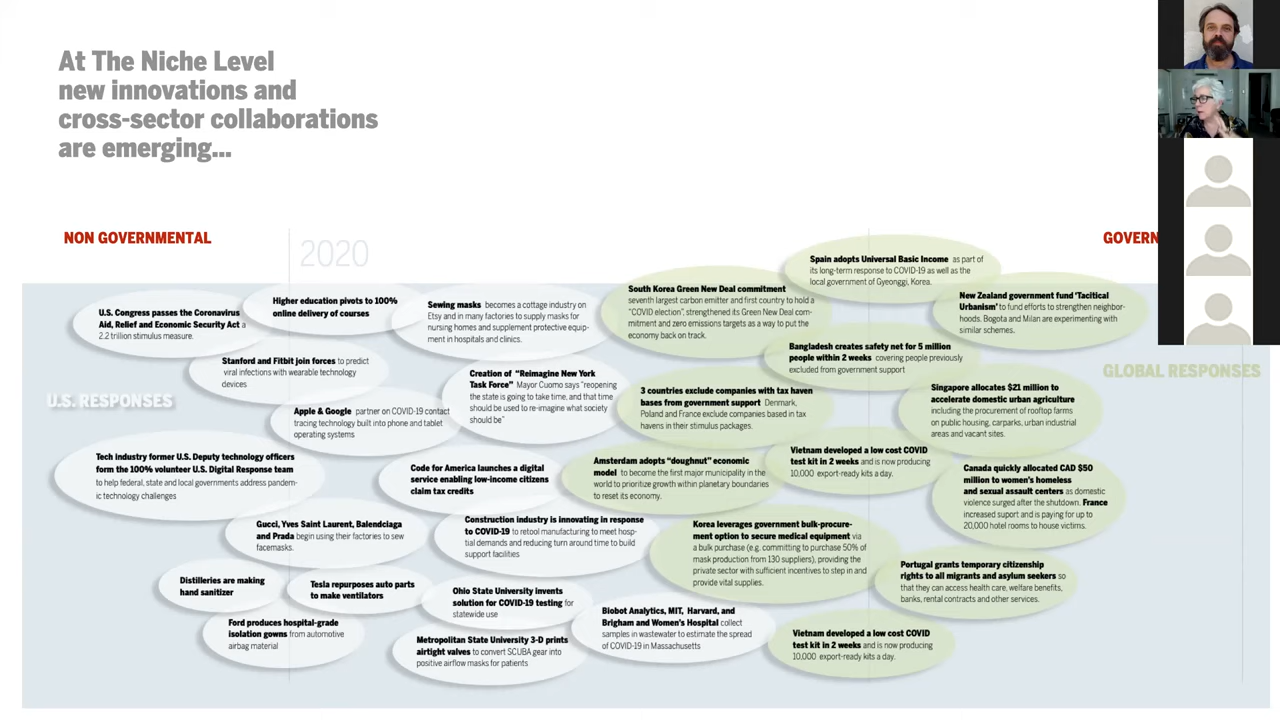 At The Niche Level
new innovations and
cross-sector collaborations
are emerging...
NON GOVERNMENTAL
GOVERN
2020
U.S. RESPONSES
GLOBAL RESPONSES
U.S. Congress passes the Coronavirus
Aid, Relief and Economic Security Act a
2.2 trillion stimulus measure.
Higher education pivots to 100%
online delivery of courses
Sewing masks becomes a cottage industry on
Etsy and in many factories to supply masks for
nursing homes and supplement protective equip-
ment in hospitals and clinics.
Stanford and Fitbit join forces to predict
viral infections with wearable technology
devices
Creation of "Reimagine New York
Task Force" Mayor Cuomo says "reopening
the state is going to take time, and that time
should be used to re-imagine what society
should be"
Apple & Google partner on COVID-19 contact
tracing technology built into phone and tablet
operating systems
Tech industry former U.S. Deputy technology officers
form the 100% volunteer U.S. Digital Response team
to help federal, state and local governments address pandem-
ic technology challenges
Code for America launches a digital
service enabling low-income citizens
claim tax credits
Gucci, Yves Saint Laurent, Balendciaga
and Prada begin using their factories to sew
facemasks.
Construction industry is innovating in response
to COVID-19 to retool manufacturing to meet hosp-
tial demands and reducing turn around time to build
support facilities
Distilleries are making
hand sanitizer
Tesla repurposes auto parts
to make ventilators
Ohio State University invents
solution for COVID-19 testing for
statewide use
Ford produces hospital-grade
isolation gowns from automotive
airbag material
Metropolitan State University 3-D prints
airtight valves to convert SCUBA gear into
positive airflow masks for patients
Biobot Analytics, MIT, Harvard, and
Brigham and Women's Hospital collect
samples in wastewater to estimate the spread
of COVID-19 in Massachusetts
South Korea Green New Deal commitment
seventh largest carbon emitter and first country to hold a
"COVID election", strengthened its Green New Deal com-
mitment and zero emissions targets as a way to put the
economy back on track.
Spain adopts Universal Basic Income as part of
its long-term response to COVID-19 as well as the
local government of Gyeonggi, Korea.
New Zealand government fund 'Tacitical
Urbanism' to fund efforts to strengthen neighbor-
hoods. Bogota and Milan are experimenting with
similar schemes.
Bangladesh creates safety net for 5 million
people within 2 weeks covering people previously
excluded from government support
3 countries exclude companies with tax haven
bases from government support Denmark,
Poland and France exclude companies based in tax
havens in their stimulus packages.
Singapore allocates $21 million to
accelerate domestic urban agriculture
including the procurement of rooftop farms
on public housing, carparks, urban industrial
areas and vacant sites.
Amsterdam adopts "doughnut" economic
model to become the first major municipality in the
world to prioritize growth within planetary boundaries
to reset its economy.
Vietnam developed a low cost COVID
test kit in 2 weeks and is now producing
10,000 export-ready kits a day.
Canada quickly allocated CAD $50
million to women's homeless
and sexual assault centers as domestic
violence surged after the shutdown. France
increased suport and is paying for up to
20,000 hotel rooms to house victims.
Korea leverages government bulk-procure-
ment option to secure medical equipment via
a bulk purchase (e.g. committing to purchase 50% of
mask production from 130 suppliers), providing the
private sector with sufficient incentives to step in and
provide vital supplies.
Portugal grants temporary citizenship
rights to all migrants and asylum seekers so
that they can access health care, welfare benefits,
banks, rental contracts and other services.
Vietnam developed a low cost COVID
test kit in 2 weeks and is now producing
10,000 export-ready kits a day.